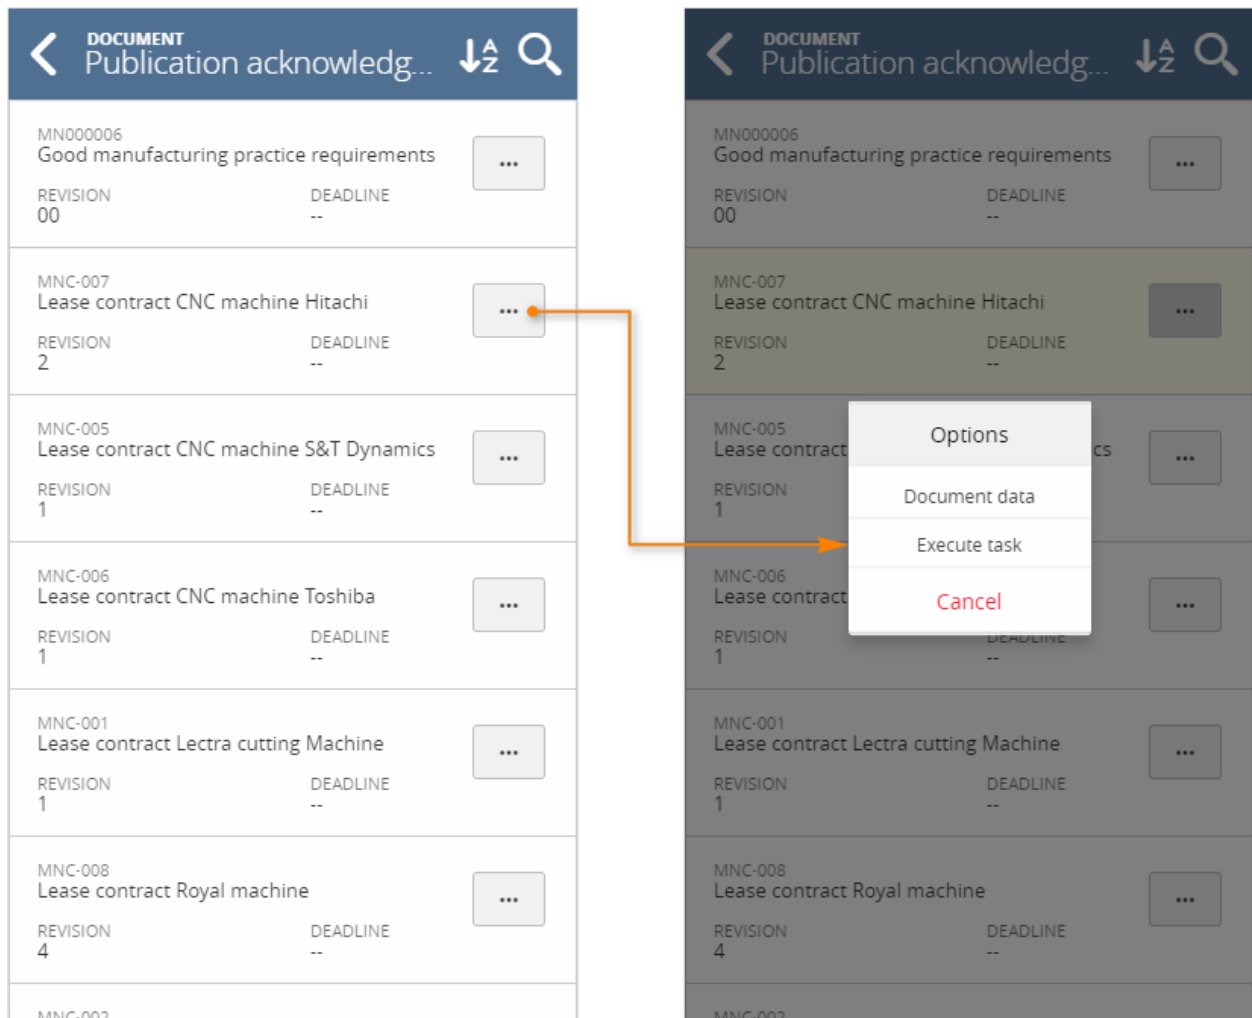 DOCUMENT
Publication acknowledg...
A
Z
MN000006
Good manufacturing practice requirements
...
REVISION DEADLINE
00 --
MNC-007
Lease contract CNC machine Hitachi
...
REVISION DEADLINE
2 --
MNC-005
Lease contract CNC machine S&T Dynamics
...
REVISION DEADLINE
1 --
MNC-006
Lease contract CNC machine Toshiba
...
REVISION DEADLINE
1 --
MNC-001
Lease contract Lectra cutting Machine
...
REVISION DEADLINE
1 --
MNC-008
Lease contract Royal machine
...
REVISION DEADLINE
4 --
DOCUMENT
Publication acknowledg...
A
Z
MN000006
Good manufacturing practice requirements
...
REVISION DEADLINE
00 --
MNC-007
Lease contract CNC machine Hitachi
...
REVISION DEADLINE
2 --
MNC-005
Lease contract cs
...
REVISION
1
Options
Document data
Execute task
Cancel
MNC-006
Lease contract
...
REVISION DEADLINE
1 --
MNC-001
Lease contract Lectra cutting Machine
...
REVISION DEADLINE
1 --
MNC-008
Lease contract Royal machine
...
REVISION DEADLINE
4 --